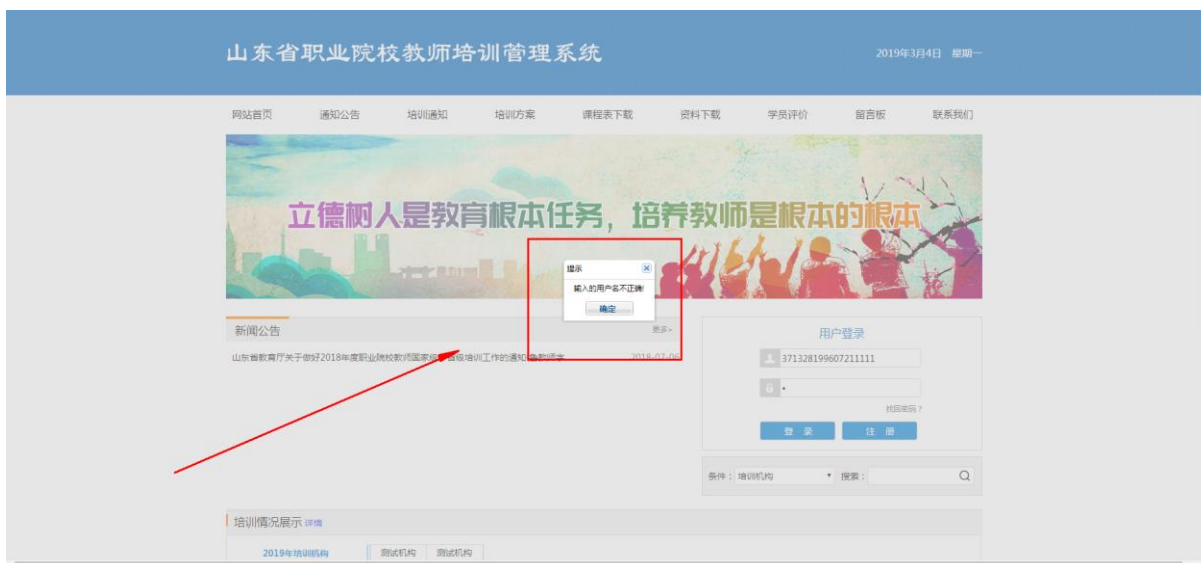 山东省职业院校教师培训管理系统
2019年3月4日 星期一
网站首页 通知公告 培训通知 培训方案 课程表下载 资料下载 学员评价 留言板 联系我们
立德树人是教育根本任务，培养教师是根本的根本
提示
输入的用户名不正确!
确定
新闻公告 更多>
山东省教育厅关于做好2018年度职业院校教师国家级 省级培训工作的通知 鲁教师字 2018-07-06
用户登录
371328199607211111
找回密码？
登 录 注 册
条件： 培训机构 搜索：
培训情况展示 详情
2019年培训机构 测试机构 测试机构